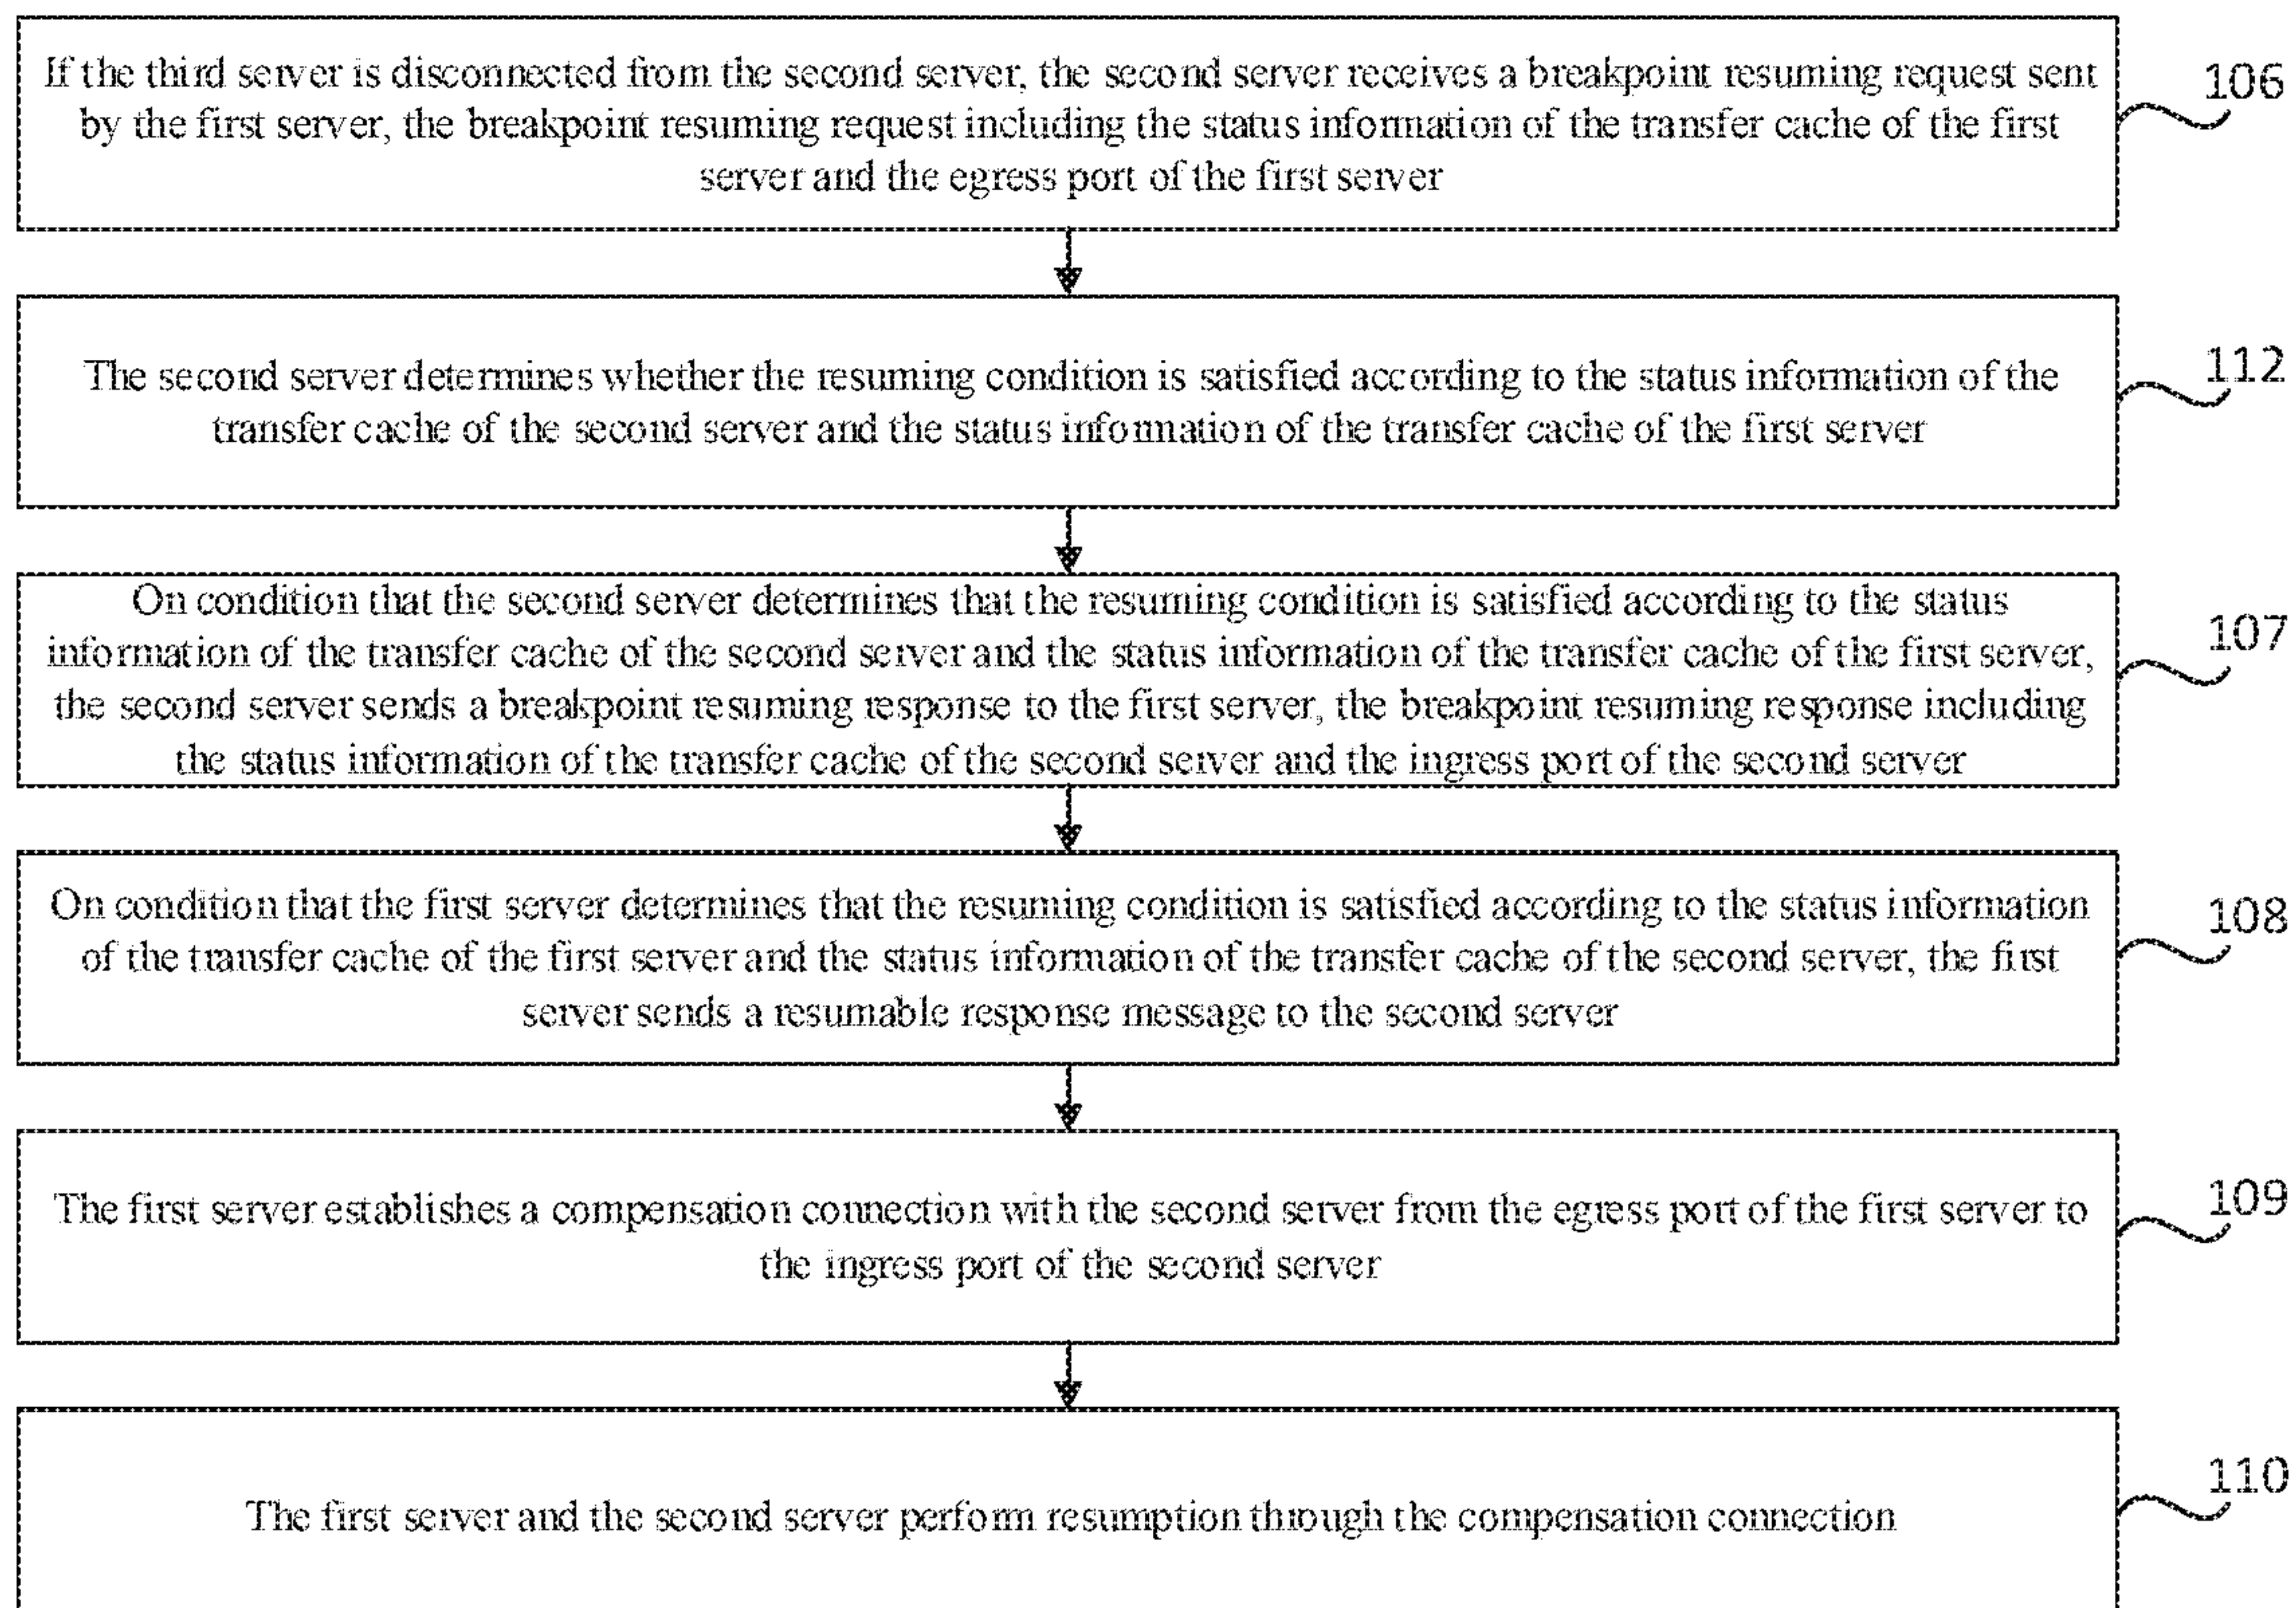 If the third server is disconnected from the second server, the second server receives a breakpoint resuming request sent
by the first server, the breakpoint resuming request including the status information of the transfer cache of the first
server and the egress port of the first server
106
The second server determines whether the resuming condition is satisfied according to the status information of the
transfer cache of the second server and the status information of the transfer cache of the first server
112
On condition that the second server determines that the resuming condition is satisfied according to the status
information of the transfer cache of the second server and the status information of the transfer cache of the first server,
the second server sends a breakpoint resuming response to the first server, the breakpoint resuming response including
the status information of the transfer cache of the second server and the ingress port of the second server
107
On condition that the first server determines that the resuming condition is satisfied according to the status information
of the transfer cache of the first server and the status information of the transfer cache of the second server, the first
server sends a resumable response message to the second server
108
The first server establishes a compensation connection with the second server from the egress port of the first server to
the ingress port of the second server
109
The first server and the second server perform resumption through the compensation connection
110